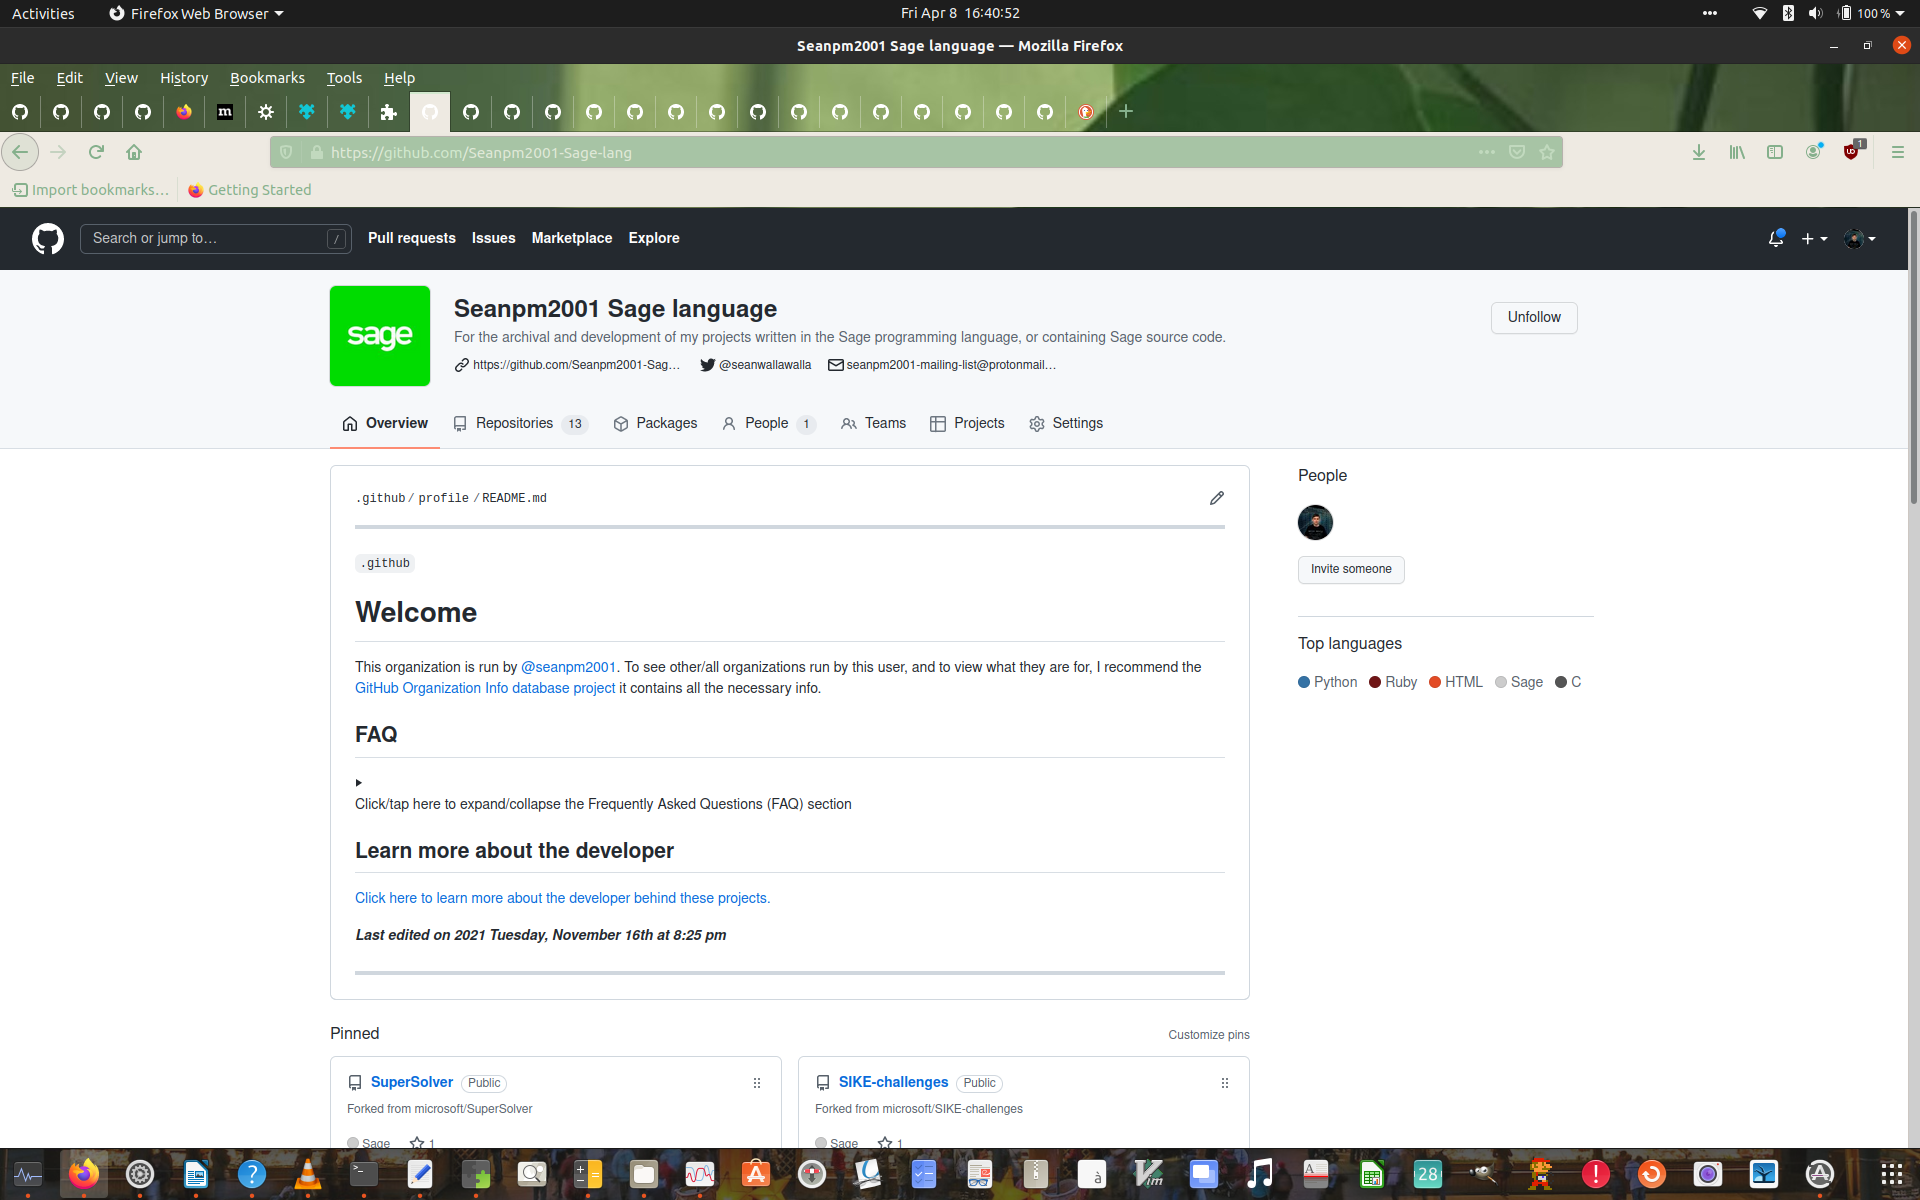 Activities Firefox Web Browser Fri Apr 8 16:40:52 100 %
Seanpm2001 Sage language — Mozilla Firefox
File Edit View History Bookmarks Tools Help
m
https://github.com/Seanpm2001-Sage-lang 1
Import bookmarks… Getting Started
Search or jump to… / Pull requests Issues Marketplace Explore
sage
Seanpm2001 Sage language
Unfollow
For the archival and development of my projects written in the Sage programming language, or containing Sage source code.
https://github.com/Seanpm2001-Sag… @seanwallawalla seanpm2001-mailing-list@protonmail…
Overview Repositories 13 Packages People 1 Teams Projects Settings
.github / profile / README.md
.github
Welcome
This organization is run by @seanpm2001. To see other/all organizations run by this user, and to view what they are for, I recommend the
GitHub Organization Info database project it contains all the necessary info.
FAQ
Click/tap here to expand/collapse the Frequently Asked Questions (FAQ) section
Learn more about the developer
Click here to learn more about the developer behind these projects.
Last edited on 2021 Tuesday, November 16th at 8:25 pm
People
Invite someone
Top languages
Python Ruby HTML Sage C
Pinned Customize pins
SuperSolver Public
Forked from microsoft/SuperSolver
Sage 1
SIKE-challenges Public
Forked from microsoft/SIKE-challenges
Sage 1
28